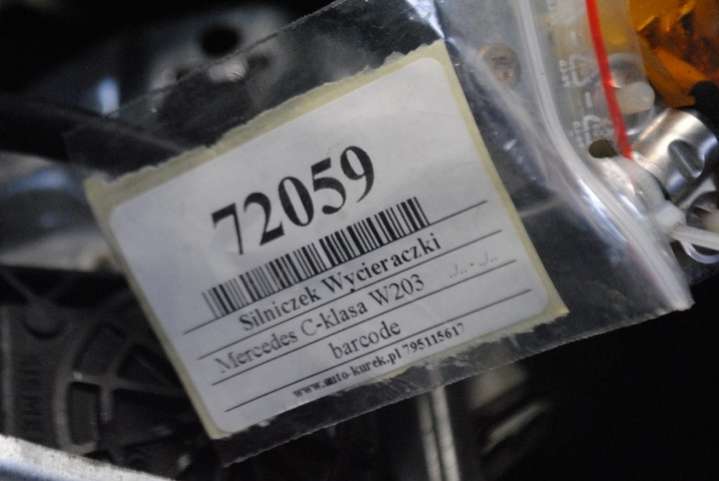 72059
Silniczek Wycieraczki
Mercedes C-klasa W203 ./.. - ./..
barcode
www.auto-kurek.pl 795115617